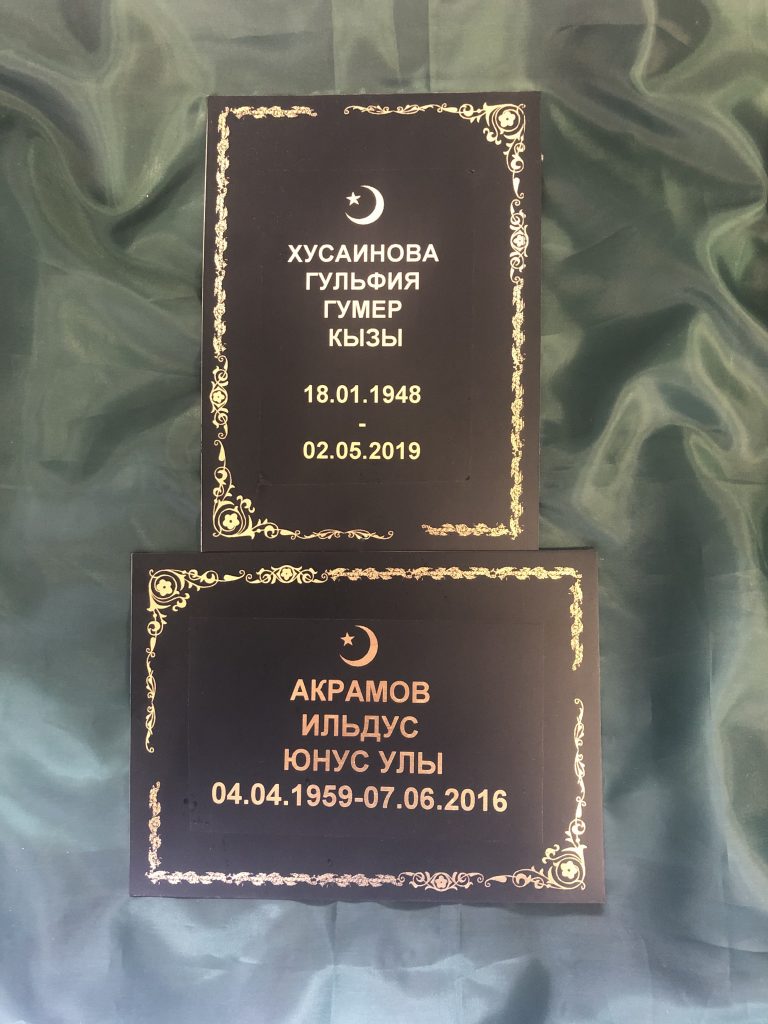 ХУСАИНОВА
ГУЛЬФИЯ
ГУМЕР
КЫЗЫ
18.01.1948
-
02.05.2019
АКРАМОВ
ИЛЬДУС
ЮНУС УЛЫ
04.04.1959-07.06.2016